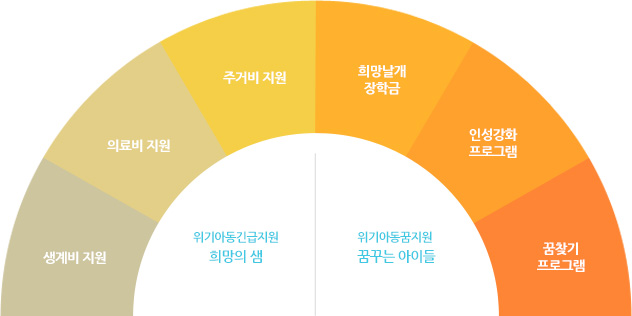 생계비 지원
의료비 지원
주거비 지원
희망날개
장학금
인성강화
프로그램
꿈찾기
프로그램
위기아동긴급지원
희망의 샘
위기아동꿈지원
꿈꾸는 아이들